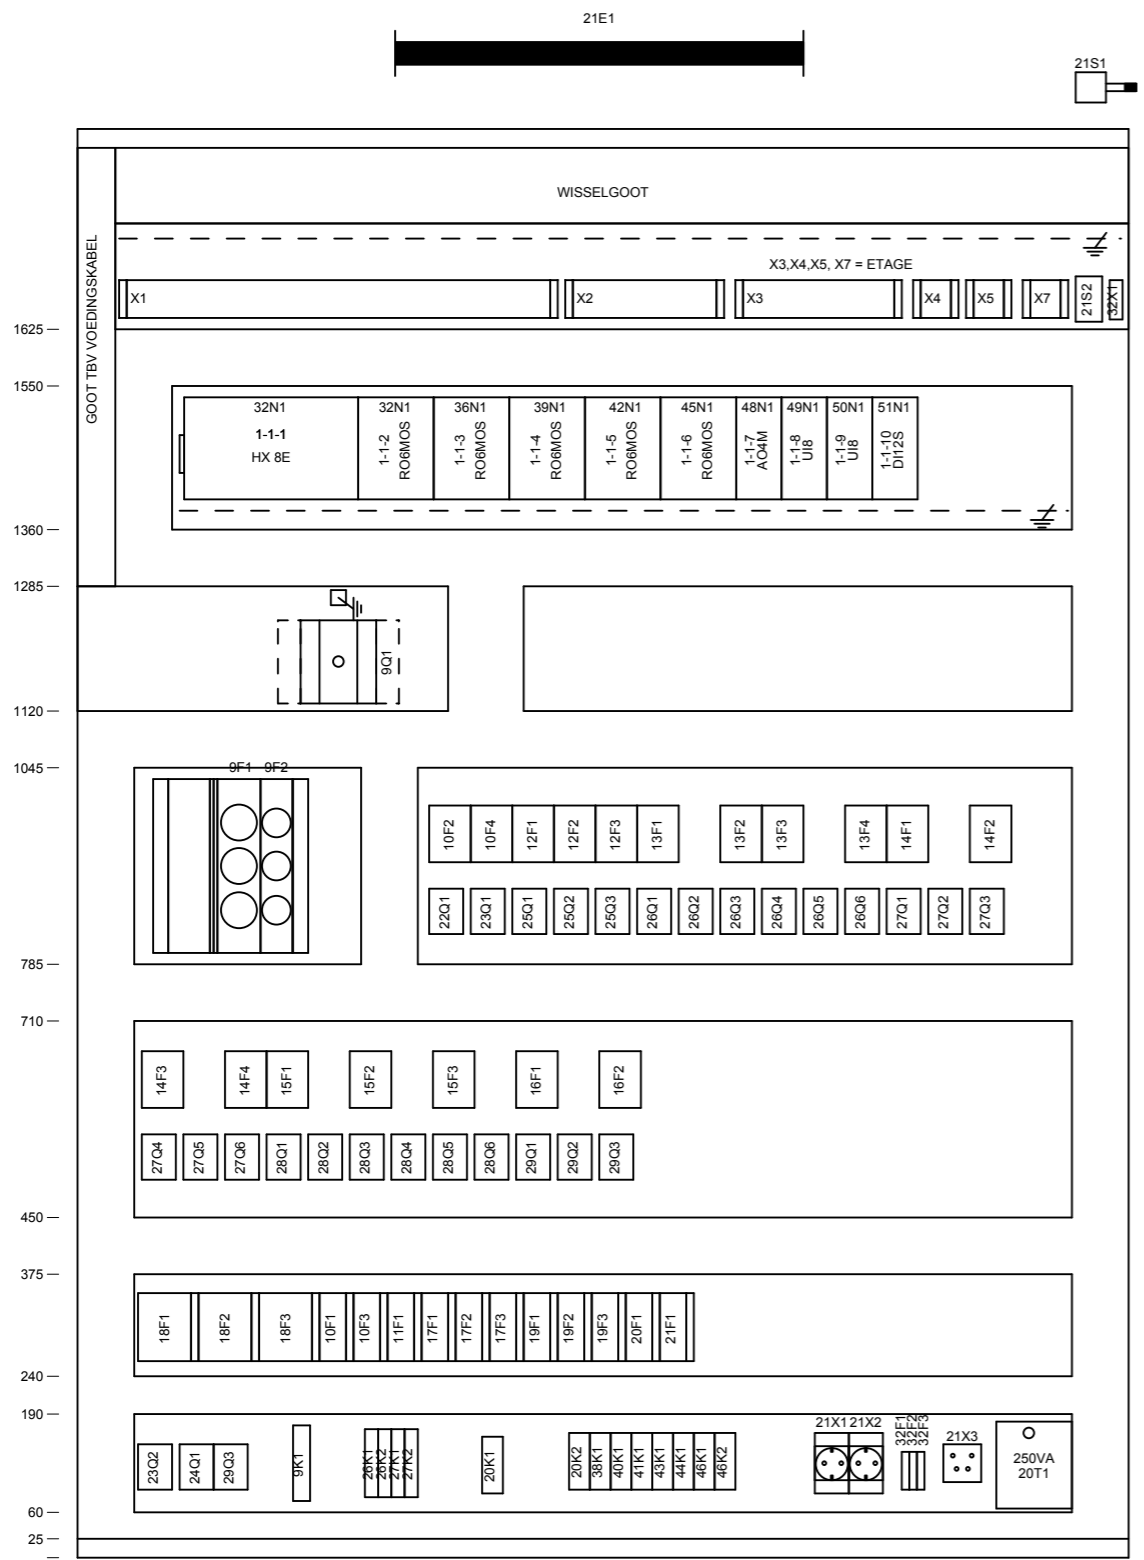 21E1
21S1
WISSELGOOT
GOOT TBV VOEDINGSKABEL
X3,X4,X5, X7 = ETAGE
X1
X2
X3
X4
X5
X7
21S2
32X1
1625
1550
32N1
1-1-1
HX 8E
32N1
1-1-2
RO6MOS
36N1
1-1-3
RO6MOS
39N1
1-1-4
RO6MOS
42N1
1-1-5
RO6MOS
45N1
1-1-6
RO6MOS
48N1
1-1-7
AO4M
49N1
1-1-8
UI8
50N1
1-1-9
UI8
51N1
1-1-10
DI12S
1360
1285
9Q1
1120
1045
9F1
9F2
10F2
10F4
12F1
12F2
12F3
13F1
13F2
13F3
13F4
14F1
14F2
22Q1
23Q1
25Q1
25Q2
25Q3
26Q1
26Q2
26Q3
26Q4
26Q5
26Q6
27Q1
27Q2
27Q3
785
710
14F3
14F4
15F1
15F2
15F3
16F1
16F2
27Q4
27Q5
27Q6
28Q1
28Q2
28Q3
28Q4
28Q5
28Q6
29Q1
29Q2
29Q3
450
375
18F1
18F2
18F3
10F1
10F3
11F1
17F1
17F2
17F3
19F1
19F2
19F3
20F1
21F1
240
190
23Q2
24Q1
29Q3
9K1
26K1
26K2
27K1
27K2
20K1
20K2
38K1
40K1
41K1
43K1
44K1
46K1
46K2
21X1
21X2
32F1
32F2
32F3
21X3
250VA
20T1
60
25